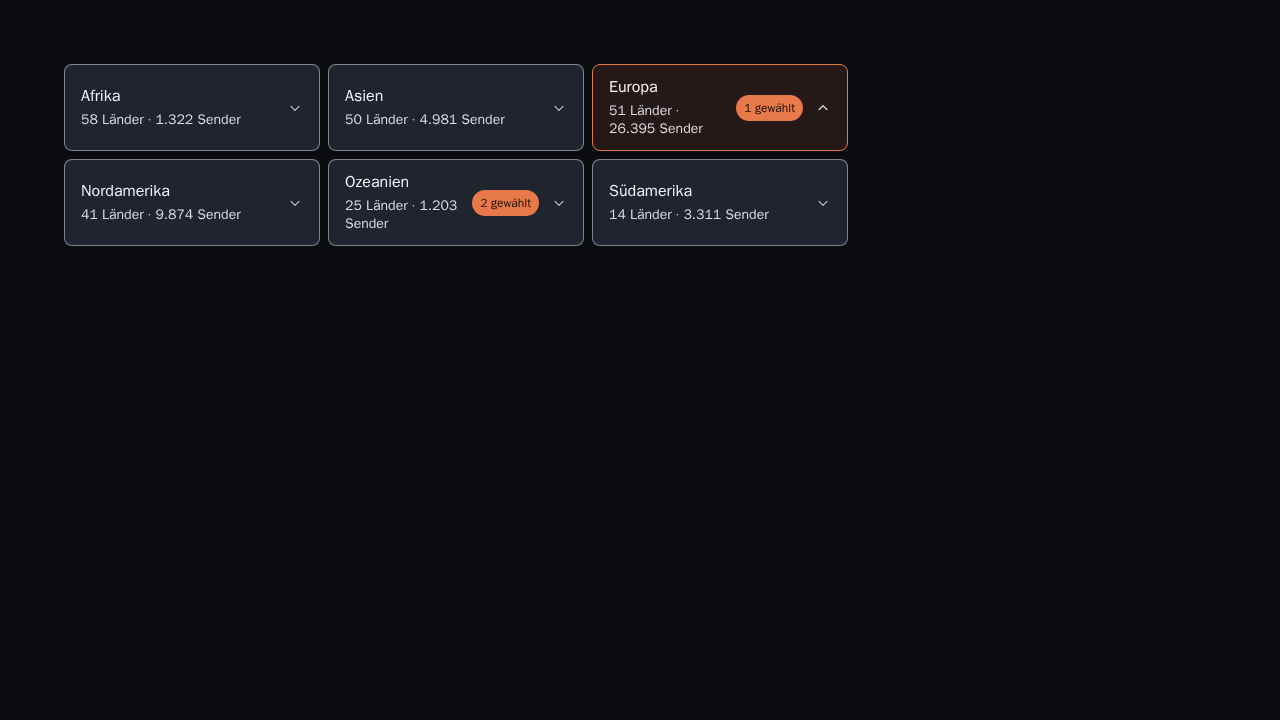 Afrika
58 Länder · 1.322 Sender
Asien
50 Länder · 4.981 Sender
Europa
51 Länder ·
26.395 Sender
1 gewählt
Nordamerika
41 Länder · 9.874 Sender
Ozeanien
25 Länder · 1.203
Sender
2 gewählt
Südamerika
14 Länder · 3.311 Sender